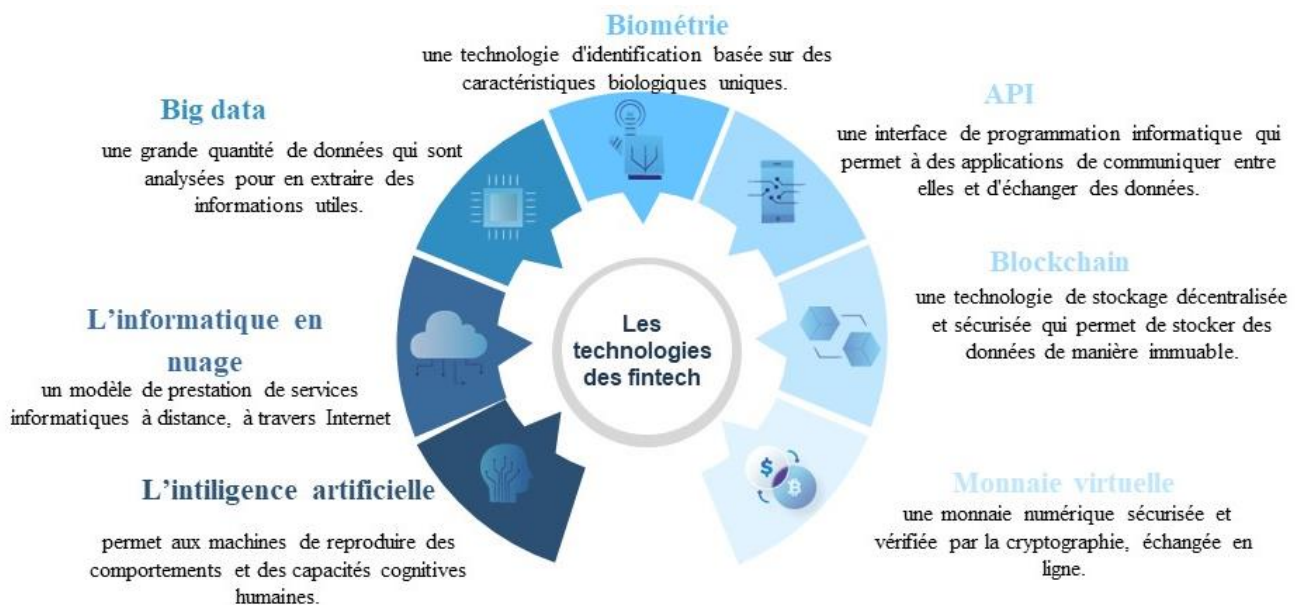 Biométrie
une technologie d'identification basée sur des
caractéristiques biologiques uniques.
Big data
une grande quantité de données qui sont
analysées pour en extraire des
informations utiles.
API
une interface de programmation informatique qui
permet à des applications de communiquer entre
elles et d'échanger des données.
L'informatique en
nuage
un modèle de prestation de services
informatiques à distance, à travers Internet
Les
technologies
des fintech
Blockchain
une technologie de stockage décentralisée
et sécurisée qui permet de stocker des
données de manière immuable.
L'intiligence artificielle
permet aux machines de reproduire des
comportements et des capacités cognitives
humaines.
Monnaie virtuelle
une monnaie numérique sécurisée et
vérifiée par la cryptographie, échangée en
ligne.